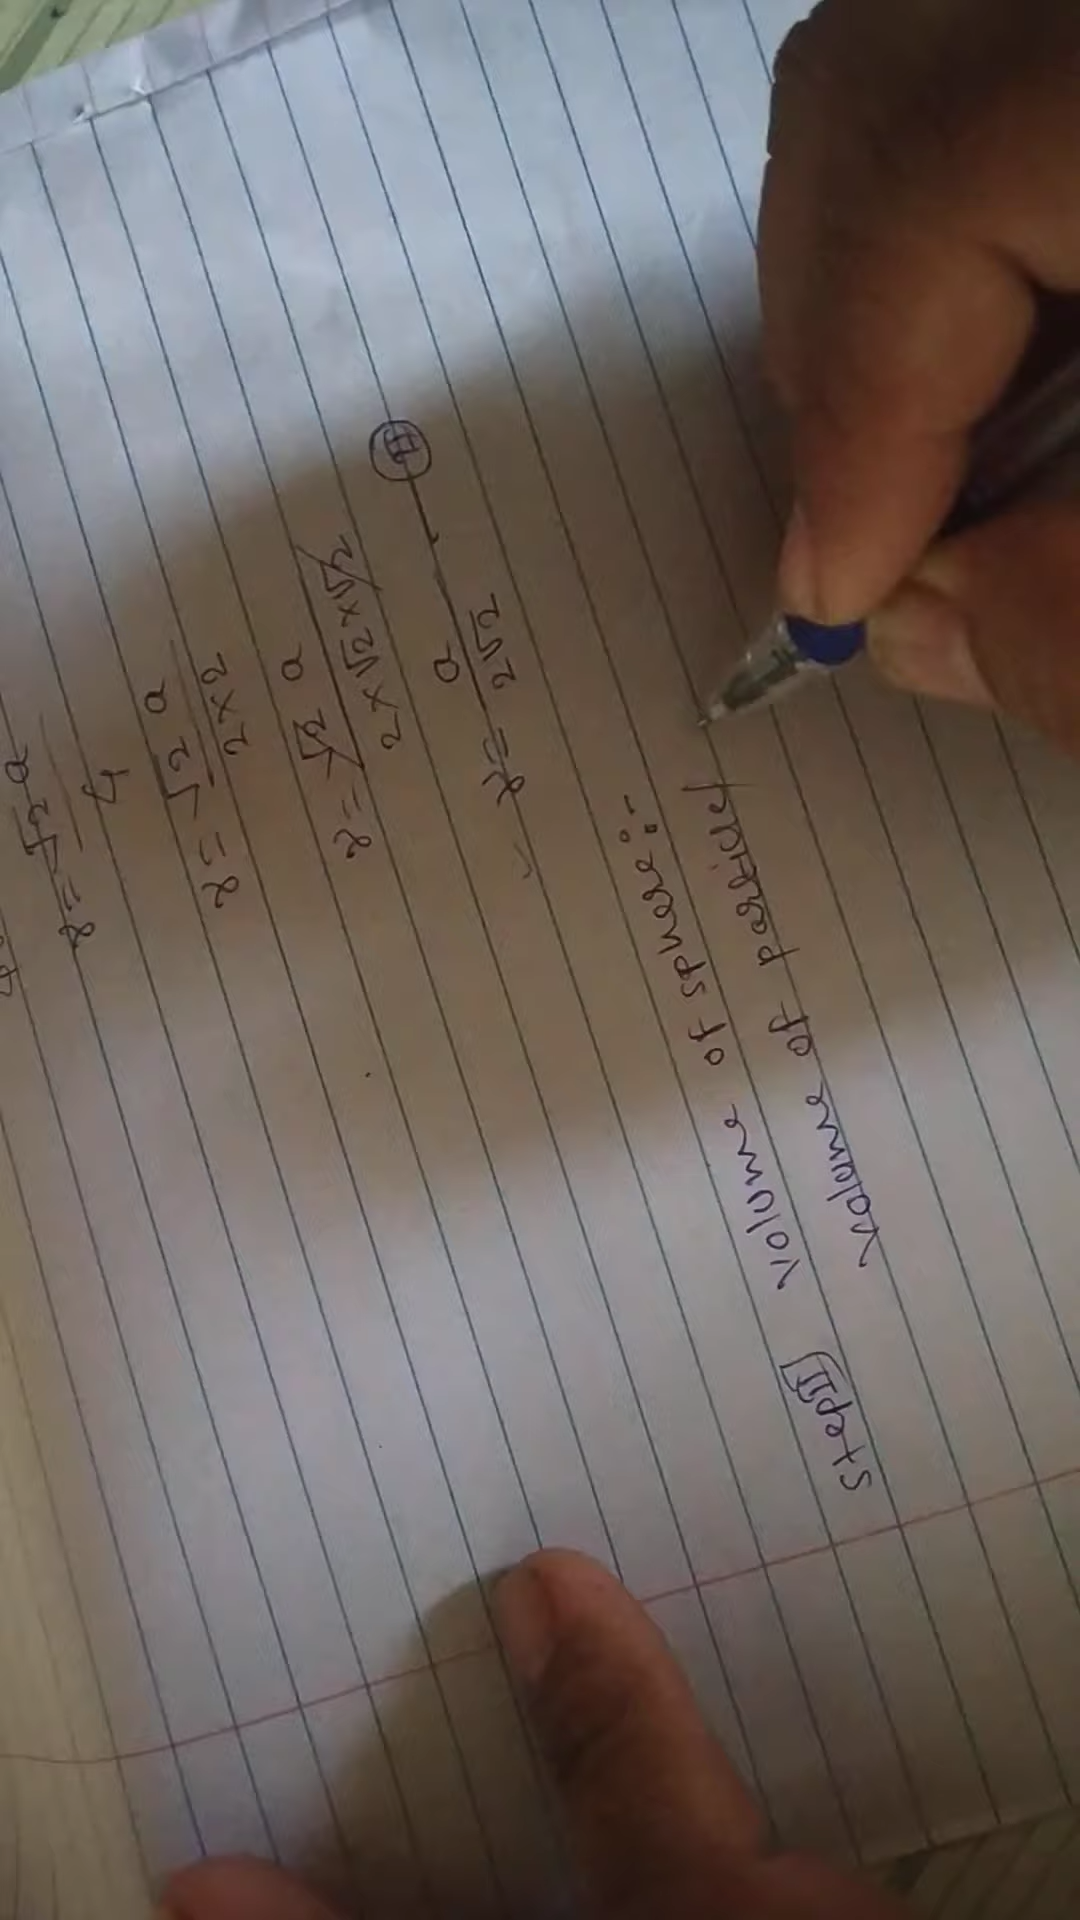 r = √2 a / 4
r = √2 a / 2×2
r = √2 a / 2×√2×√2
r = a / 2√2 — II
Step II Volume of sphere :-
Volume of particle